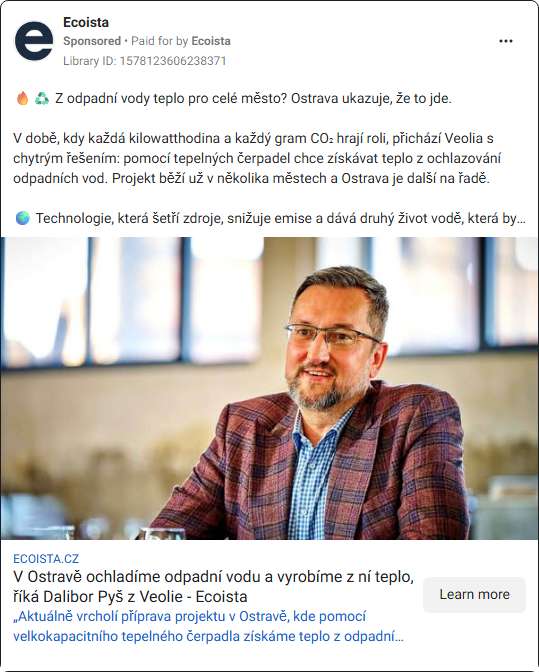 Ecoista
Sponsored • Paid for by Ecoista
Library ID: 1578123606238371
🔥 ♻️ Z odpadní vody teplo pro celé město? Ostrava ukazuje, že to jde.
V době, kdy každá kilowatthodina a každý gram CO₂ hrají roli, přichází Veolia s
chytrým řešením: pomocí tepelných čerpadel chce získávat teplo z ochlazování
odpadních vod. Projekt běží už v několika městech a Ostrava je další na řadě.
🌍 Technologie, která šetří zdroje, snižuje emise a dává druhý život vodě, která by…
ECOISTA.CZ
V Ostravě ochladíme odpadní vodu a vyrobíme z ní teplo,
říká Dalibor Pyš z Veolie - Ecoista
„Aktuálně vrcholí příprava projektu v Ostravě, kde pomocí
velkokapacitního tepelného čerpadla získáme teplo z odpadní…
Learn more